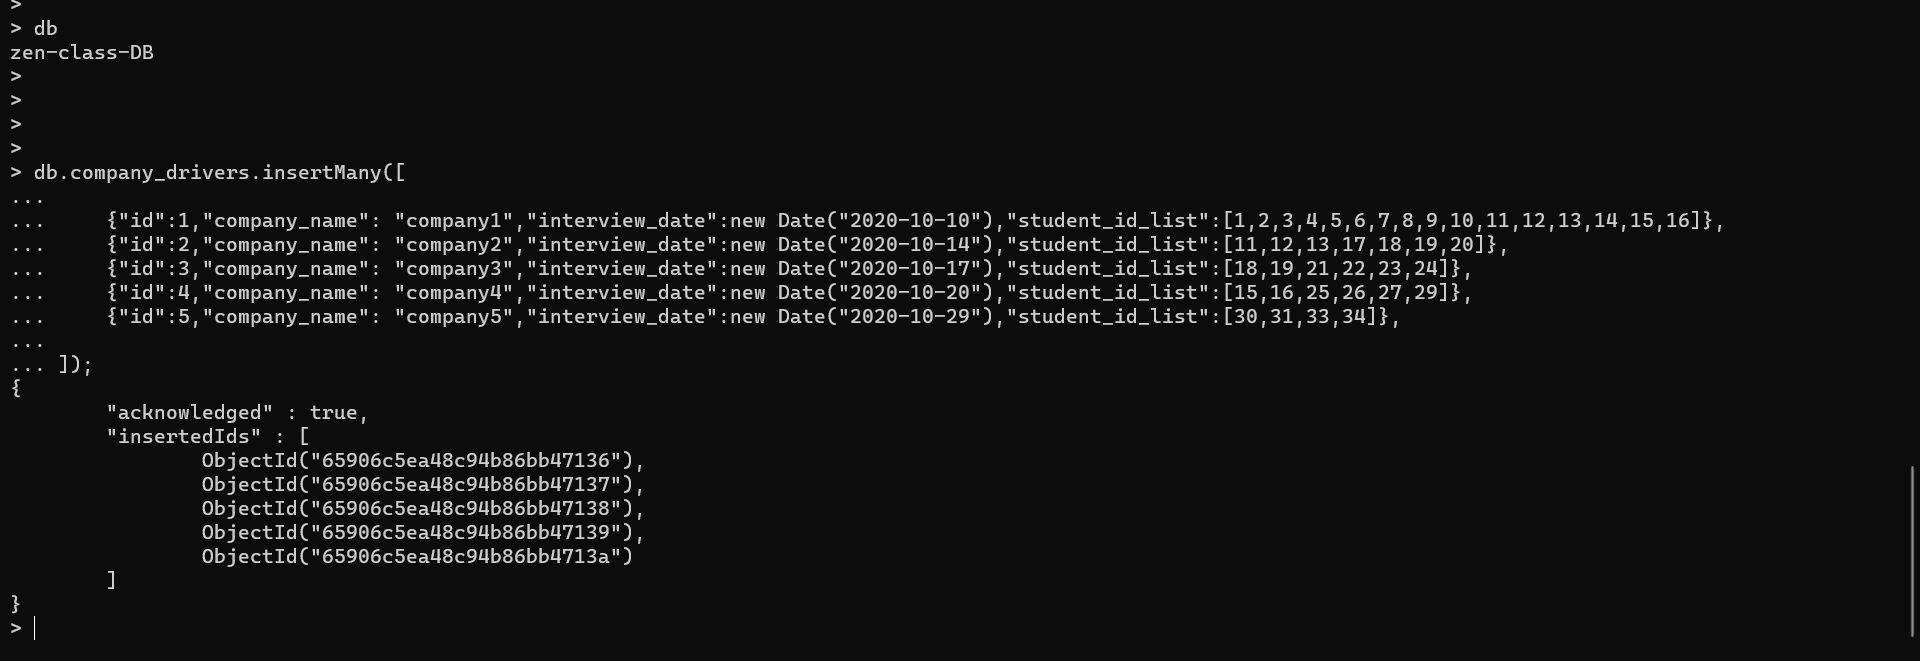 >
> db
zen-class-DB
>
>
>
>
> db.company_drivers.insertMany([
...
...     {"id":1,"company_name": "company1","interview_date":new Date("2020-10-10"),"student_id_list":[1,2,3,4,5,6,7,8,9,10,11,12,13,14,15,16]},
...     {"id":2,"company_name": "company2","interview_date":new Date("2020-10-14"),"student_id_list":[11,12,13,17,18,19,20]},
...     {"id":3,"company_name": "company3","interview_date":new Date("2020-10-17"),"student_id_list":[18,19,21,22,23,24]},
...     {"id":4,"company_name": "company4","interview_date":new Date("2020-10-20"),"student_id_list":[15,16,25,26,27,29]},
...     {"id":5,"company_name": "company5","interview_date":new Date("2020-10-29"),"student_id_list":[30,31,33,34]},
...
... ]);
{
        "acknowledged" : true,
        "insertedIds" : [
                ObjectId("65906c5ea48c94b86bb47136"),
                ObjectId("65906c5ea48c94b86bb47137"),
                ObjectId("65906c5ea48c94b86bb47138"),
                ObjectId("65906c5ea48c94b86bb47139"),
                ObjectId("65906c5ea48c94b86bb4713a")
        ]
}
>